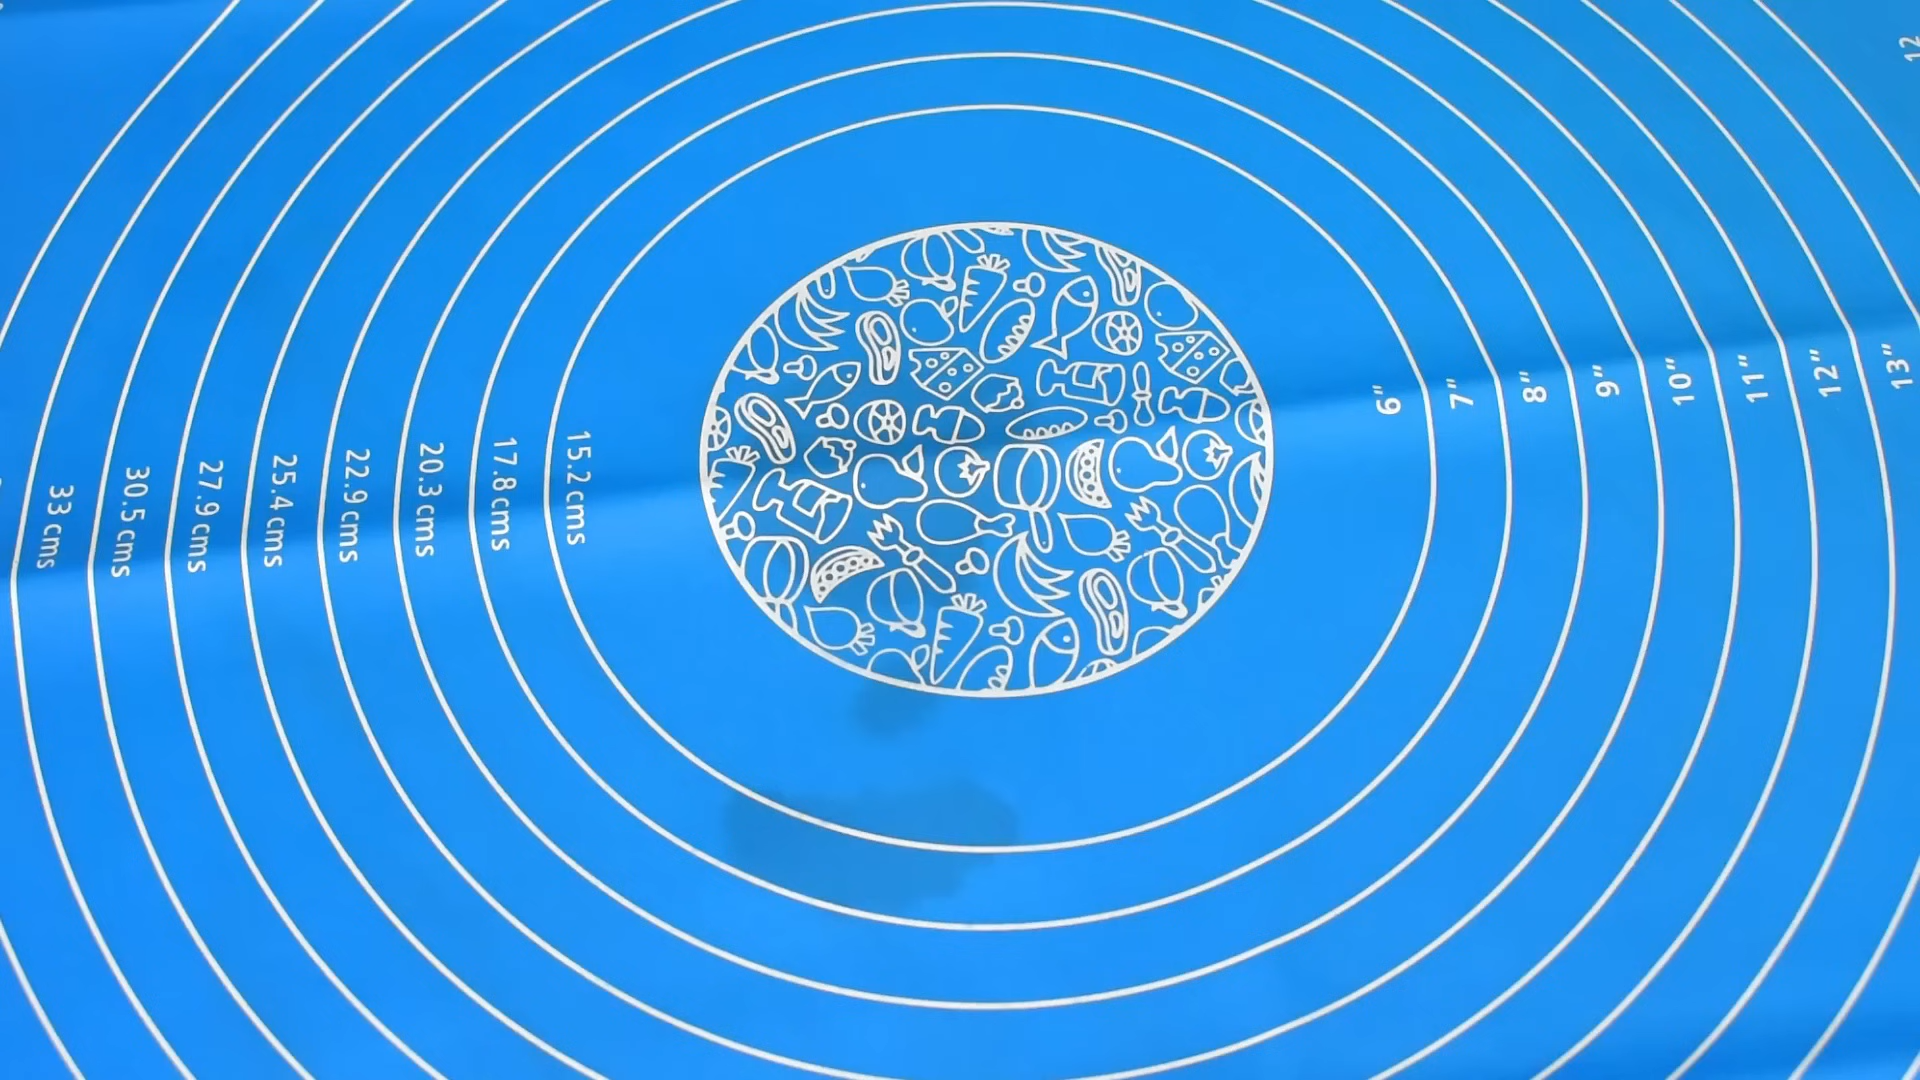 33 cms
30.5 cms
27.9 cms
25.4 cms
22.9 cms
20.3 cms
17.8 cms
15.2 cms
6"
7"
8"
9"
10"
11"
12"
13"
12